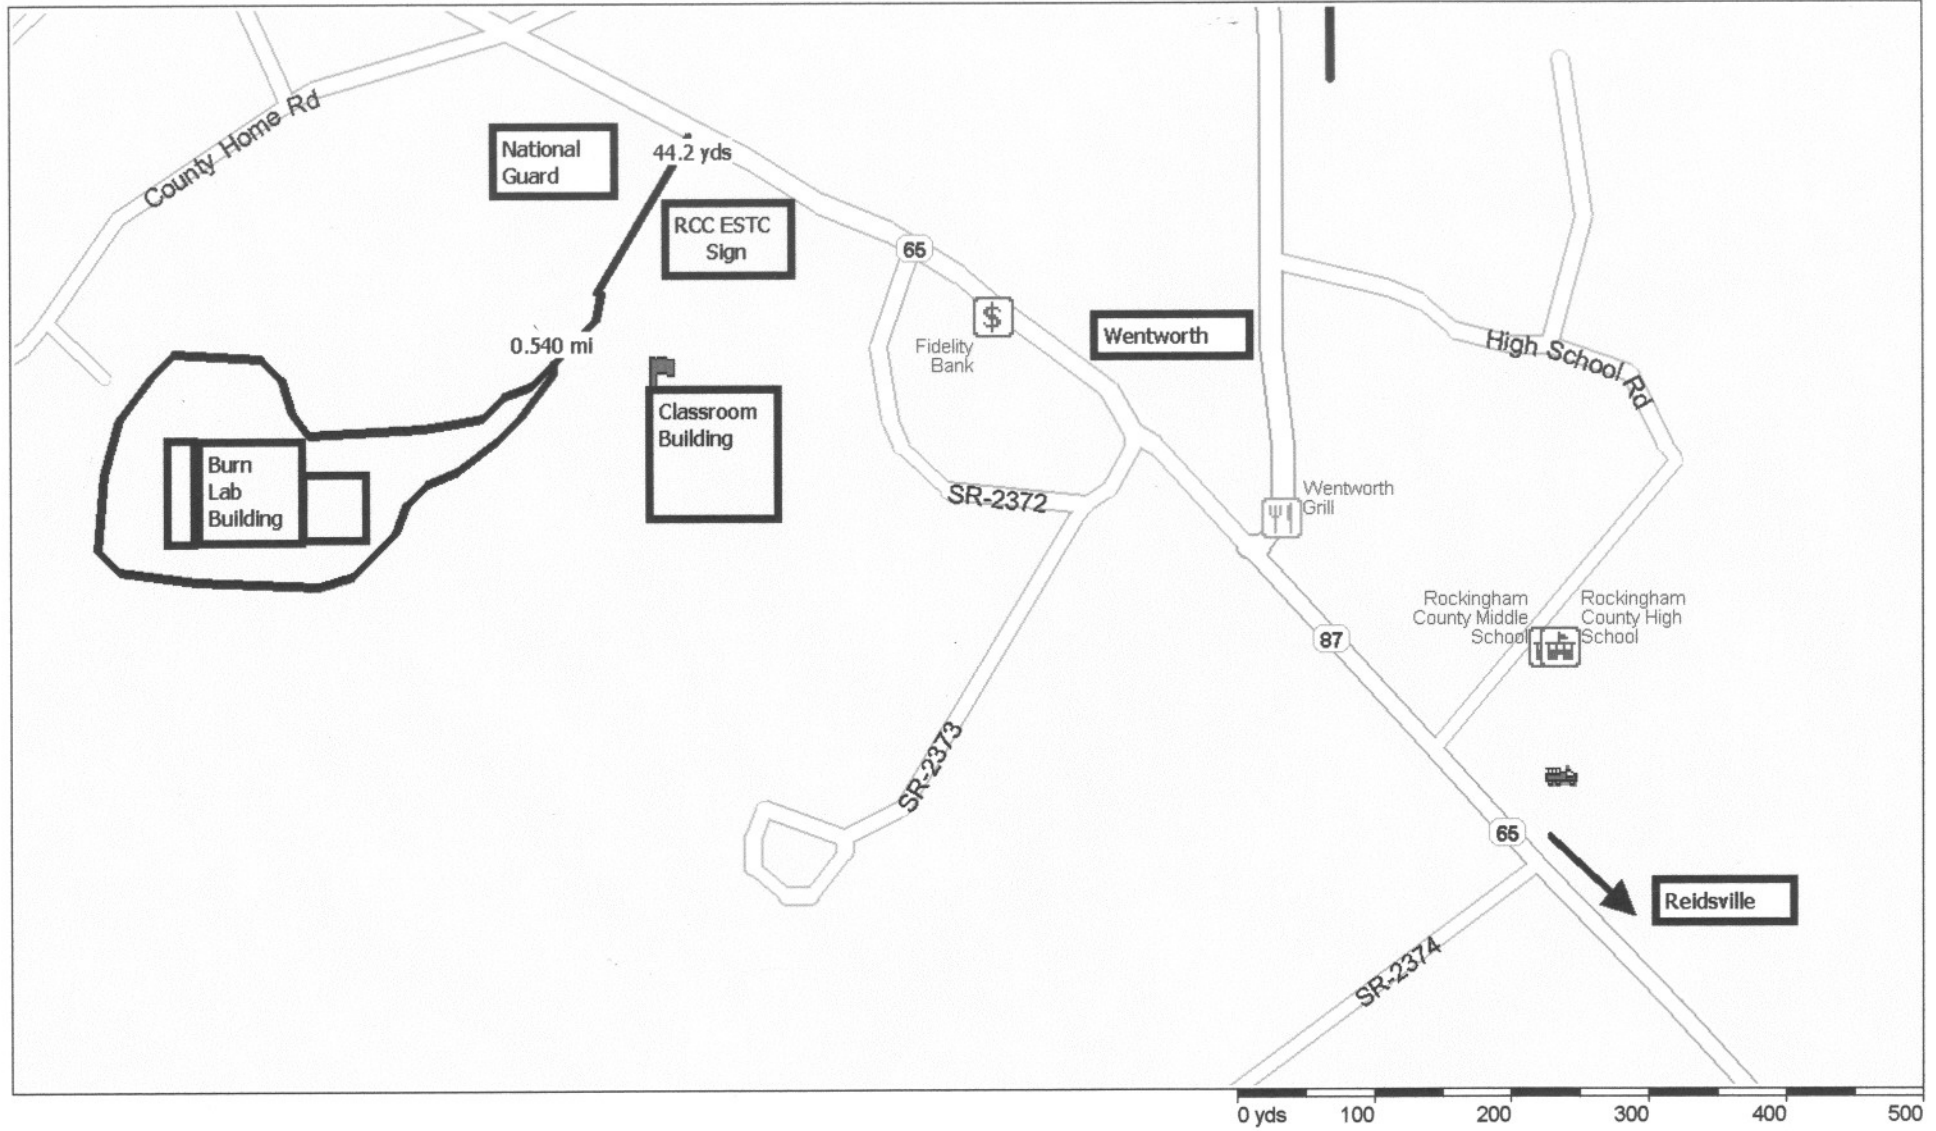 County Home Rd
National
Guard
44.2 yds
RCC ESTC
Sign
65
$
Fidelity
Bank
Wentworth
High School Rd
0.540 mi
Classroom
Building
Burn
Lab
Building
SR-2372
Wentworth
Grill
Rockingham
County Middle
School
Rockingham
County High
School
87
SR-2373
65
Reidsville
SR-2374
0 yds 100 200 300 400 500